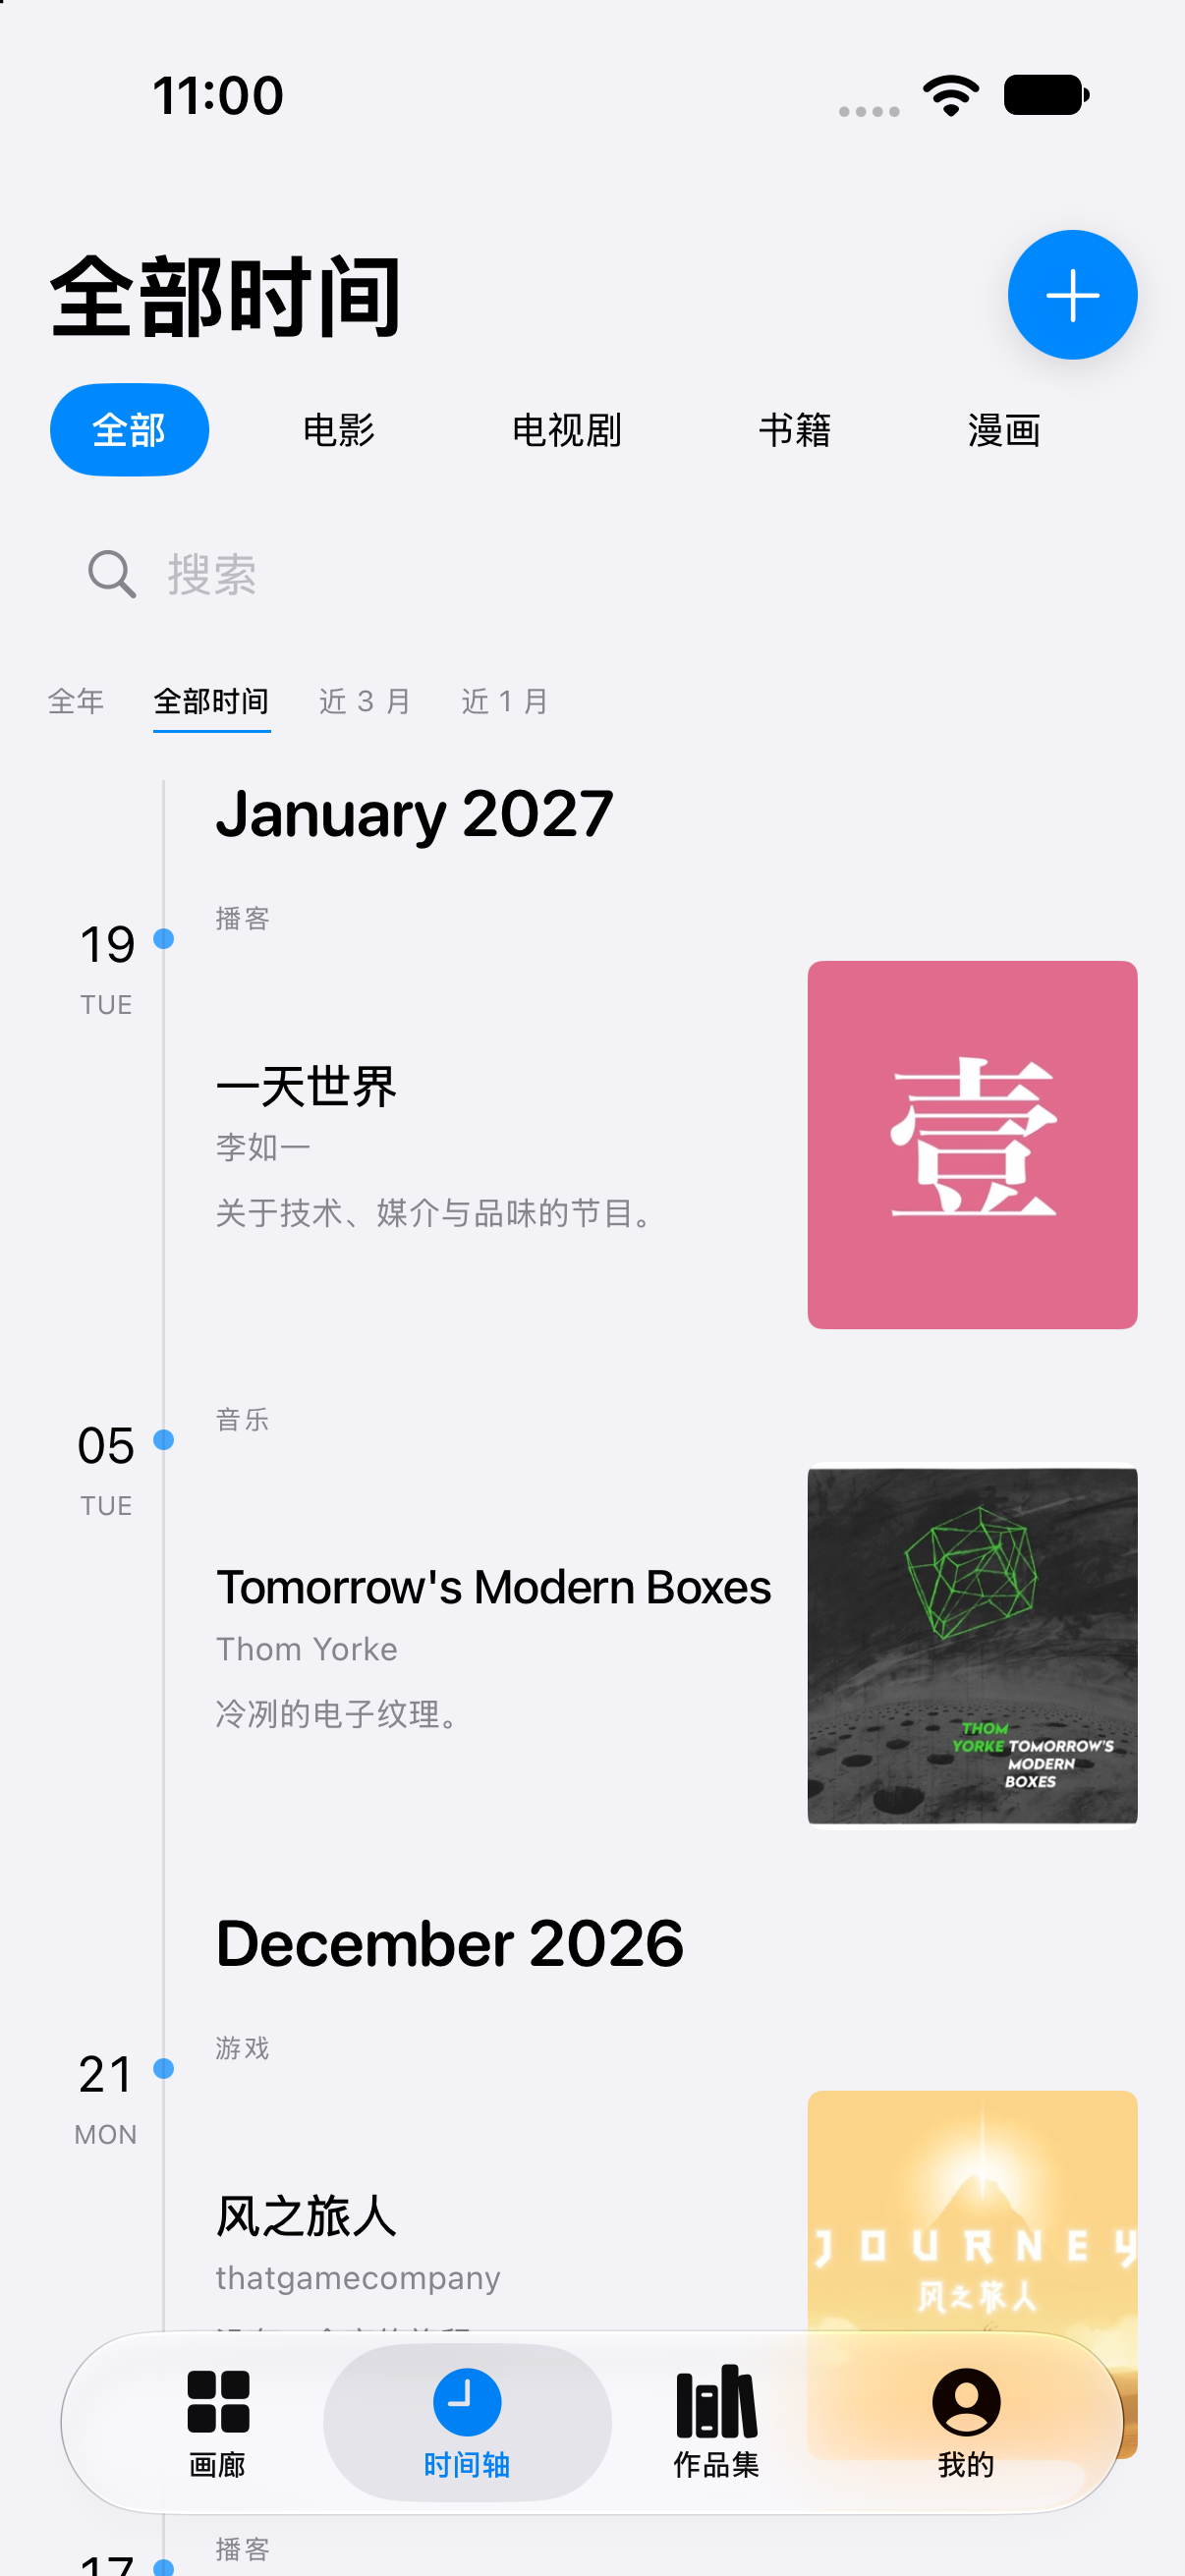 11:00
全部时间
全部 电影 电视剧 书籍 漫画
搜索
全年 全部时间 近 3 月 近 1 月
January 2027
播客
19
TUE
一天世界
李如一
关于技术、媒介与品味的节目。
壹
音乐
05
TUE
Tomorrow's Modern Boxes
Thom Yorke
冷冽的电子纹理。
THOM
YORKE TOMORROW'S
MODERN
BOXES
December 2026
游戏
21
MON
风之旅人
thatgamecompany
JOURNEY
风之旅人
画廊 时间轴 作品集 我的
播客
17